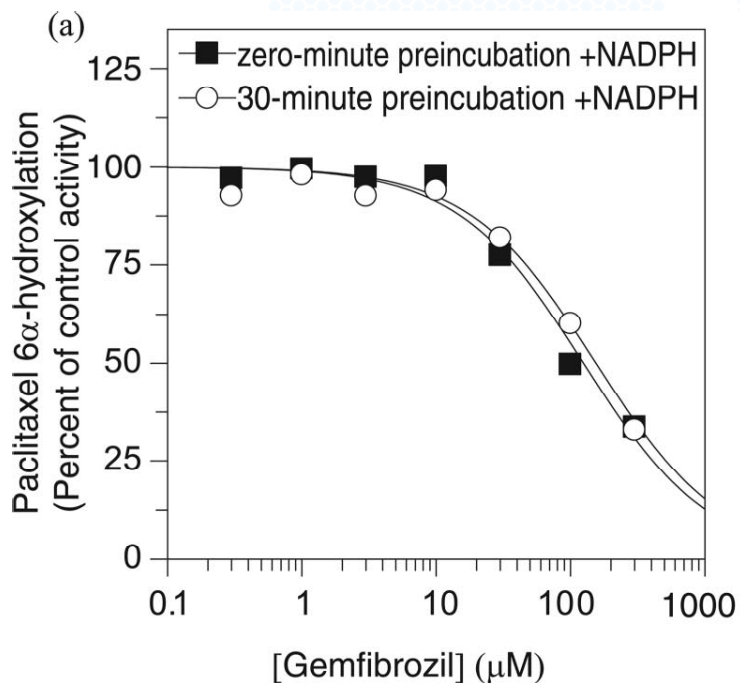 (a)
zero-minute preincubation +NADPH
30-minute preincubation +NADPH
Paclitaxel 6α-hydroxylation
(Percent of control activity)
125
100
75
50
25
0
0.1 1 10 100 1000
[Gemfibrozil] (μM)